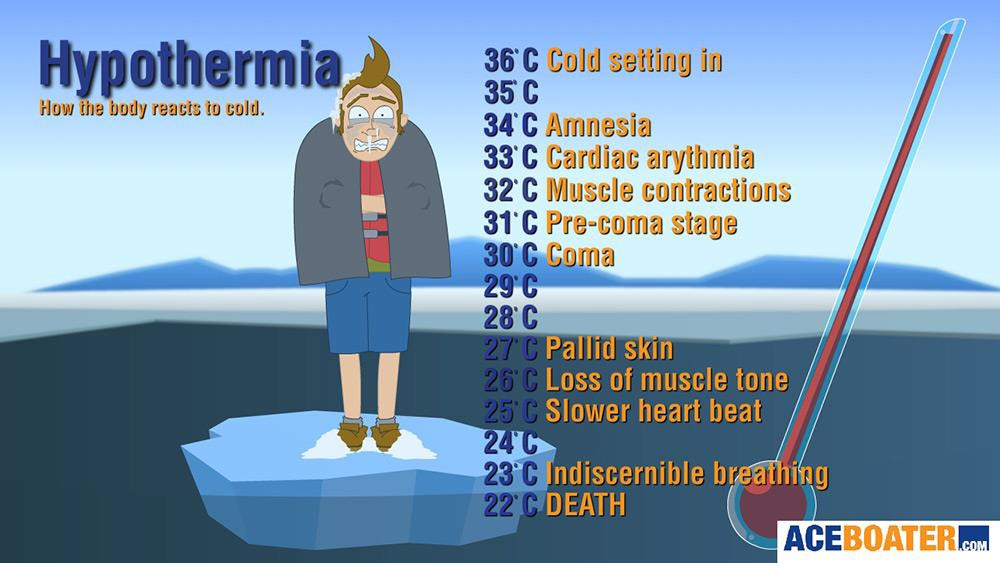 Hypothermia
How the body reacts to cold.
36°C Cold setting in
35°C
34°C Amnesia
33°C Cardiac arythmia
32°C Muscle contractions
31°C Pre-coma stage
30°C Coma
29°C
28°C
27°C Pallid skin
26°C Loss of muscle tone
25°C Slower heart beat
24°C
23°C Indiscernible breathing
22°C DEATH
ACEBOATER.COM